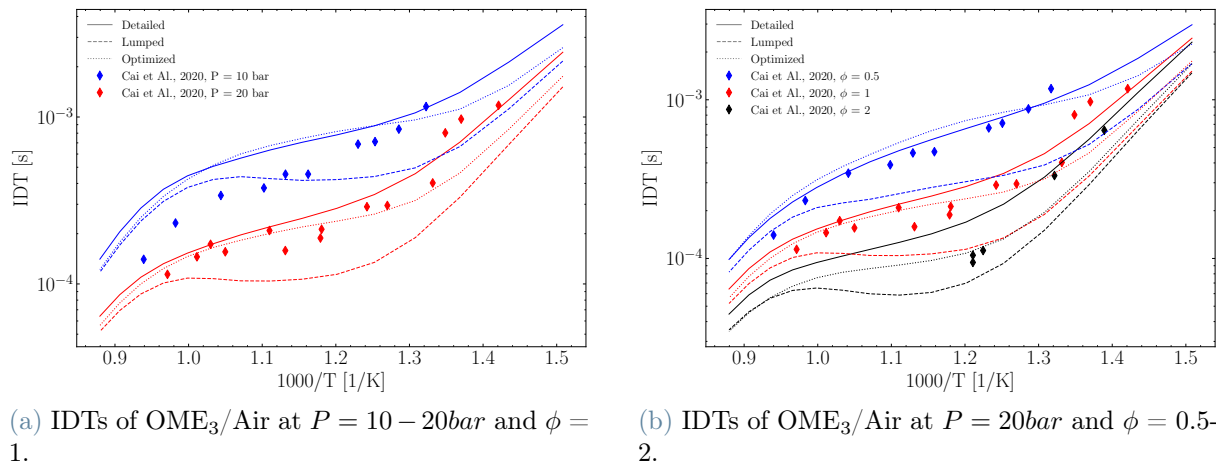 Detailed
Lumped
Optimized
Cai et Al., 2020, P = 10 bar
Cai et Al., 2020, P = 20 bar
10⁻³
10⁻⁴
IDT [s]
0.9 1.0 1.1 1.2 1.3 1.4 1.5
1000/T [1/K]
(a) IDTs of OME₃/Air at P = 10 − 20bar and ϕ =
1.
Detailed
Lumped
Optimized
Cai et Al., 2020, ϕ = 0.5
Cai et Al., 2020, ϕ = 1
Cai et Al., 2020, ϕ = 2
10⁻³
10⁻⁴
IDT [s]
0.9 1.0 1.1 1.2 1.3 1.4 1.5
1000/T [1/K]
(b) IDTs of OME₃/Air at P = 20bar and ϕ = 0.5-
2.